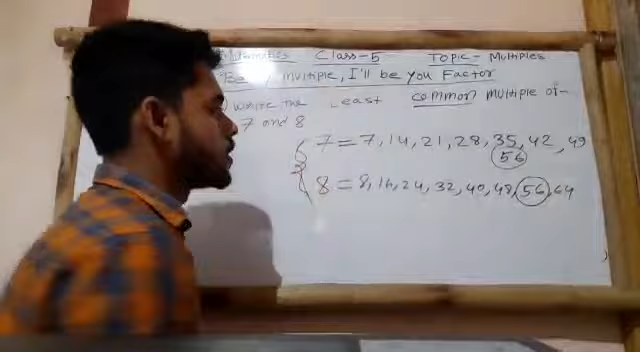 Class-5 Topic - Multiples
multiple, I'll be you Factor
write the Least common multiple of-
7 and 8
7 = 7, 14, 21, 28, 35, 42, 49
56
8 = 8, 16, 24, 32, 40, 48, 56, 64